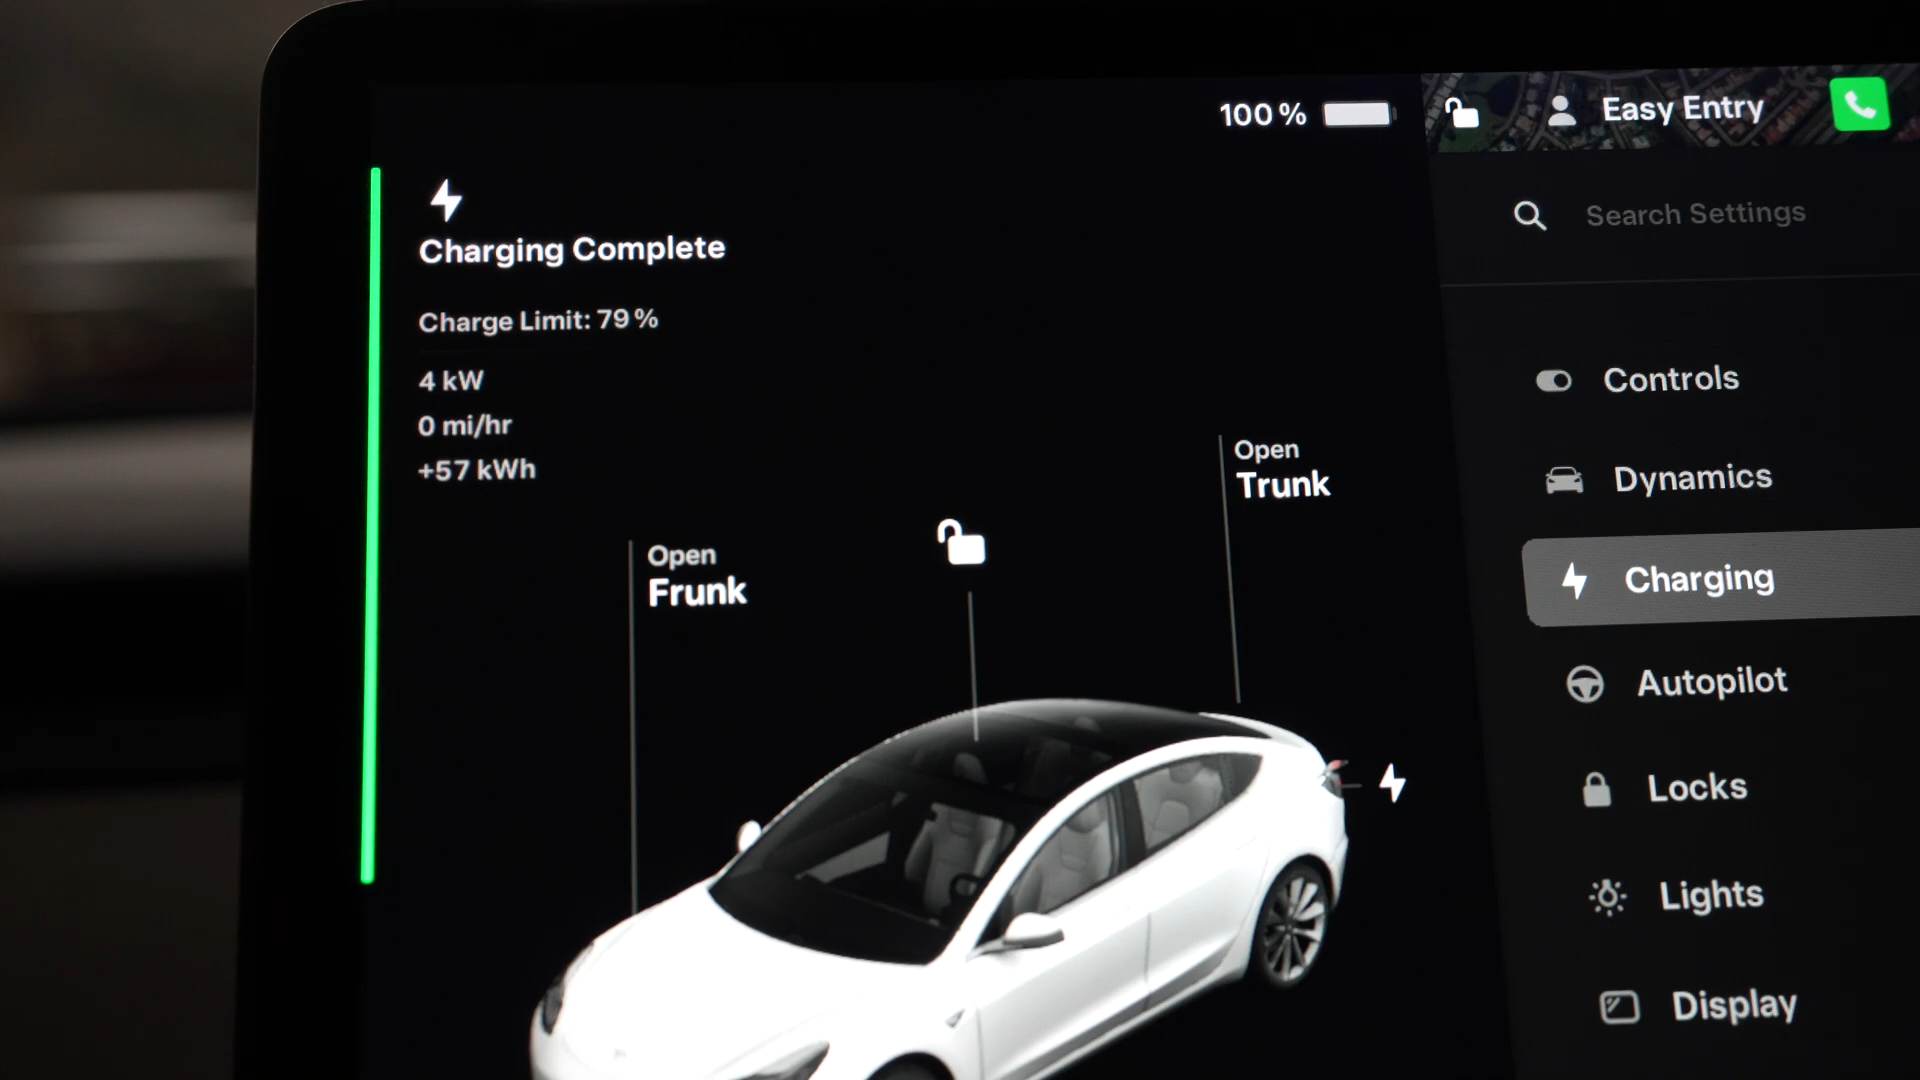 100 %
Easy Entry
Charging Complete
Search Settings
Charge Limit: 79 %
4 kW
0 mi/hr
+57 kWh
Open
Trunk
Open
Frunk
Controls
Dynamics
Charging
Autopilot
Locks
Lights
Display